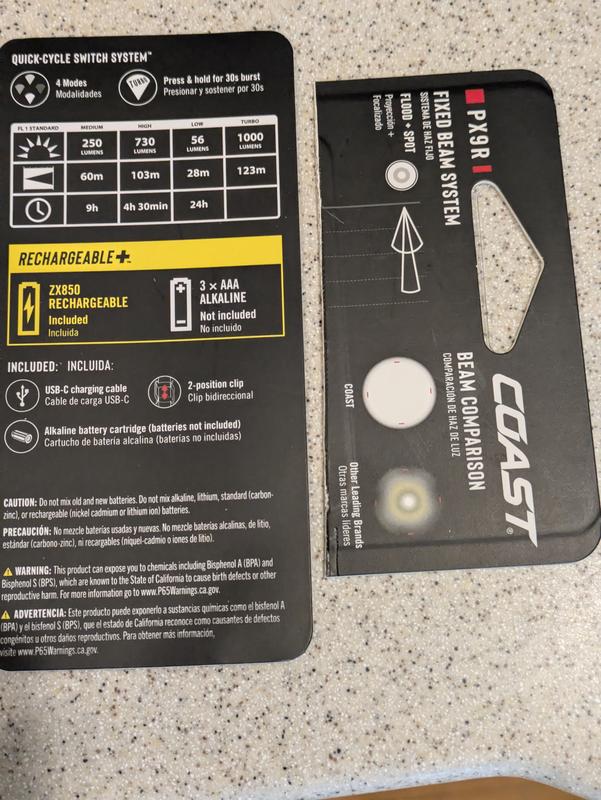 QUICK-CYCLE SWITCH SYSTEM™
4 Modes
Modalidades
TURBO
Press & hold for 30s burst
Presionar y sostener por 30s
FL 1 STANDARD MEDIUM HIGH LOW TURBO
250 LUMENS 730 LUMENS 56 LUMENS 1000 LUMENS
60m 103m 28m 123m
9h 4h 30min 24h
RECHARGEABLE+™
ZX850
RECHARGEABLE
Included
Incluida
3 × AAA
ALKALINE
Not included
No incluido
INCLUDED: INCLUIDA:
USB-C charging cable
Cable de carga USB-C
2-position clip
Clip bidireccional
Alkaline battery cartridge (batteries not included)
Cartucho de batería alcalina (baterías no incluidas)
CAUTION: Do not mix old and new batteries. Do not mix alkaline, lithium, standard (carbon-
zinc), or rechargeable (nickel cadmium or lithium ion) batteries.
PRECAUCIÓN: No mezcle baterías usadas y nuevas. No mezcle baterías alcalinas, de litio,
estándar (carbono-zinc), ni recargables (níquel-cadmio o iones de litio).
WARNING: This product can expose you to chemicals including Bisphenol A (BPA) and
Bisphenol S (BPS), which are known to the State of California to cause birth defects or other
reproductive harm. For more information go to www.P65Warnings.ca.gov.
ADVERTENCIA: Este producto puede exponerlo a sustancias químicas como el bisfenol A
(BPA) y el bisfenol S (BPS), que el estado de California reconoce como causantes de defectos
congénitos u otros daños reproductivos. Para obtener más información,
visite www.P65Warnings.ca.gov.
PX9R
FIXED BEAM SYSTEM
SISTEMA DE HAZ FIJO
FLOOD + SPOT
Proyección +
Focalizado
COAST®
BEAM COMPARISON
COMPARACIÓN DE HAZ DE LUZ
COAST
Other Leading Brands
Otras marcas líderes